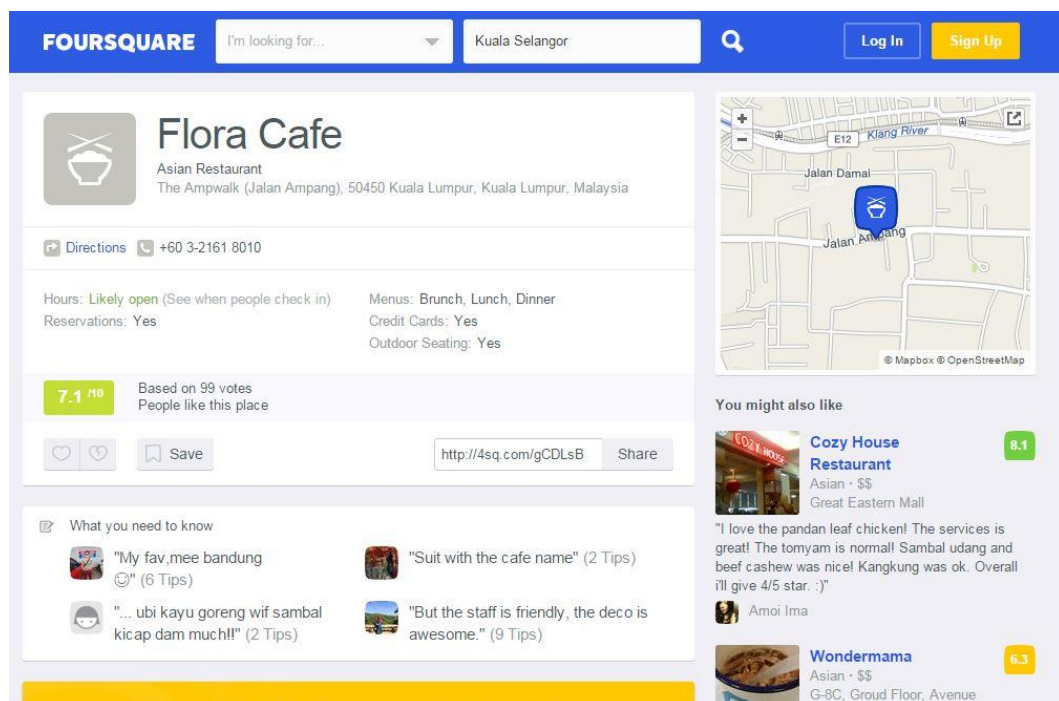 FOURSQUARE
I'm looking for...
Kuala Selangor
Log In
Sign Up
Flora Cafe
Asian Restaurant
The Ampwalk (Jalan Ampang), 50450 Kuala Lumpur, Kuala Lumpur, Malaysia
Directions
+60 3-2161 8010
Hours: Likely open (See when people check in)
Reservations: Yes
Menus: Brunch, Lunch, Dinner
Credit Cards: Yes
Outdoor Seating: Yes
7.1 /10
Based on 99 votes
People like this place
Save
http://4sq.com/gCDLsB
Share
What you need to know
"My fav,mee bandung
☺" (6 Tips)
"Suit with the cafe name" (2 Tips)
"... ubi kayu goreng wif sambal
kicap dam much!!" (2 Tips)
"But the staff is friendly, the deco is
awesome." (9 Tips)
+
−
E12
Klang River
Jalan Damai
Jalan Ampang
© Mapbox © OpenStreetMap
You might also like
COZY HOUSE
Cozy House
Restaurant
8.1
Asian · $$
Great Eastern Mall
"I love the pandan leaf chicken! The services is
great! The tomyam is normal! Sambal udang and
beef cashew was nice! Kangkung was ok. Overall
i'll give 4/5 star. :)"
Amoi Ima
Wondermama
6.3
Asian · $$
G-8C, Groud Floor, Avenue